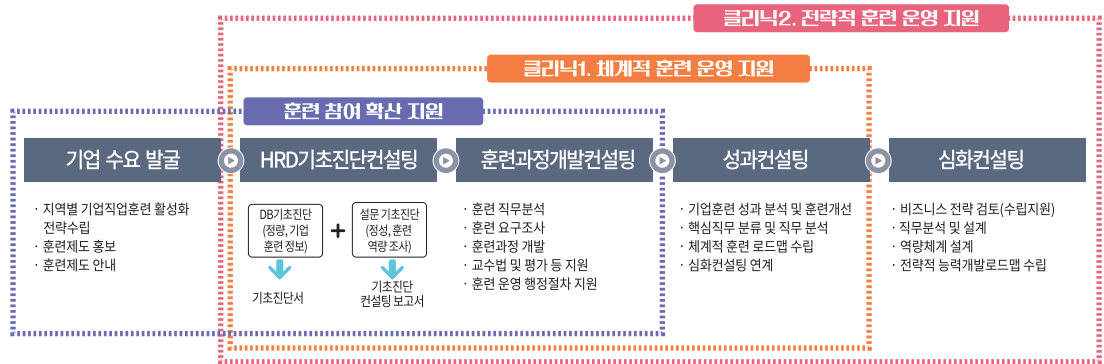 클리닉2. 전략적 훈련 운영 지원
클리닉1. 체계적 훈련 운영 지원
훈련 참여 확산 지원
기업 수요 발굴
· 지역별 기업직업훈련 활성화
전략수립
· 훈련제도 홍보
· 훈련제도 안내
HRD기초진단컨설팅
DB기초진단
(정량, 기업
훈련 정보)
+
설문 기초진단
(정성, 훈련
역량 조사)
기초진단서
기초진단
컨설팅 보고서
훈련과정개발컨설팅
· 훈련 직무분석
· 훈련 요구조사
· 훈련과정 개발
· 교수법 및 평가 등 지원
· 훈련 운영 행정절차 지원
성과컨설팅
· 기업훈련 성과 분석 및 훈련개선
· 핵심직무 분류 및 직무 분석
· 체계적 훈련 로드맵 수립
· 심화컨설팅 연계
심화컨설팅
· 비즈니스 전략 검토(수립지원)
· 직무분석 및 설계
· 역량체계 설계
· 전략적 능력개발로드맵 수립